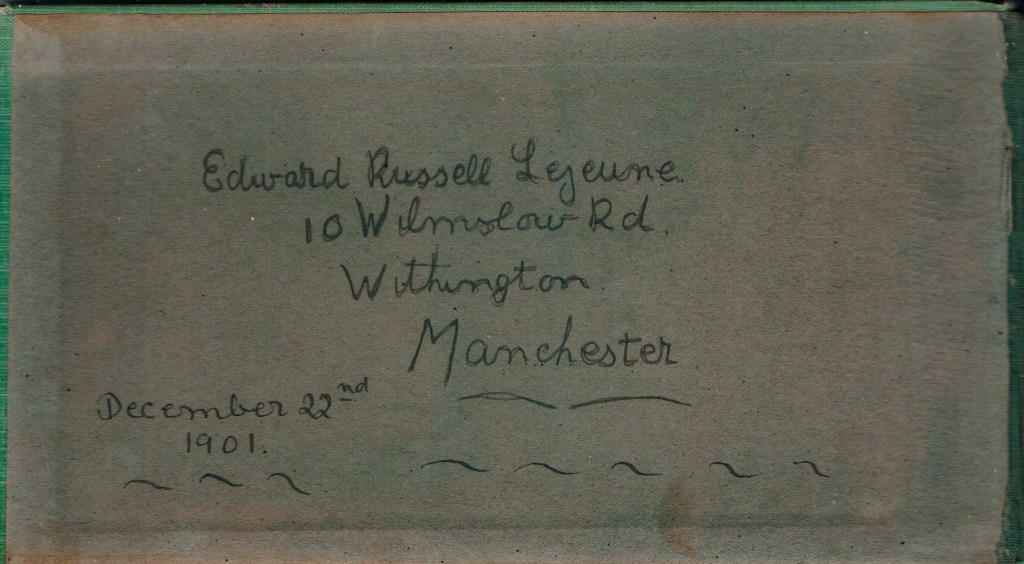 Edward Russell Lejeune.
10 Wilmslow Rd.
Withington.
Manchester
December 22nd
1901.